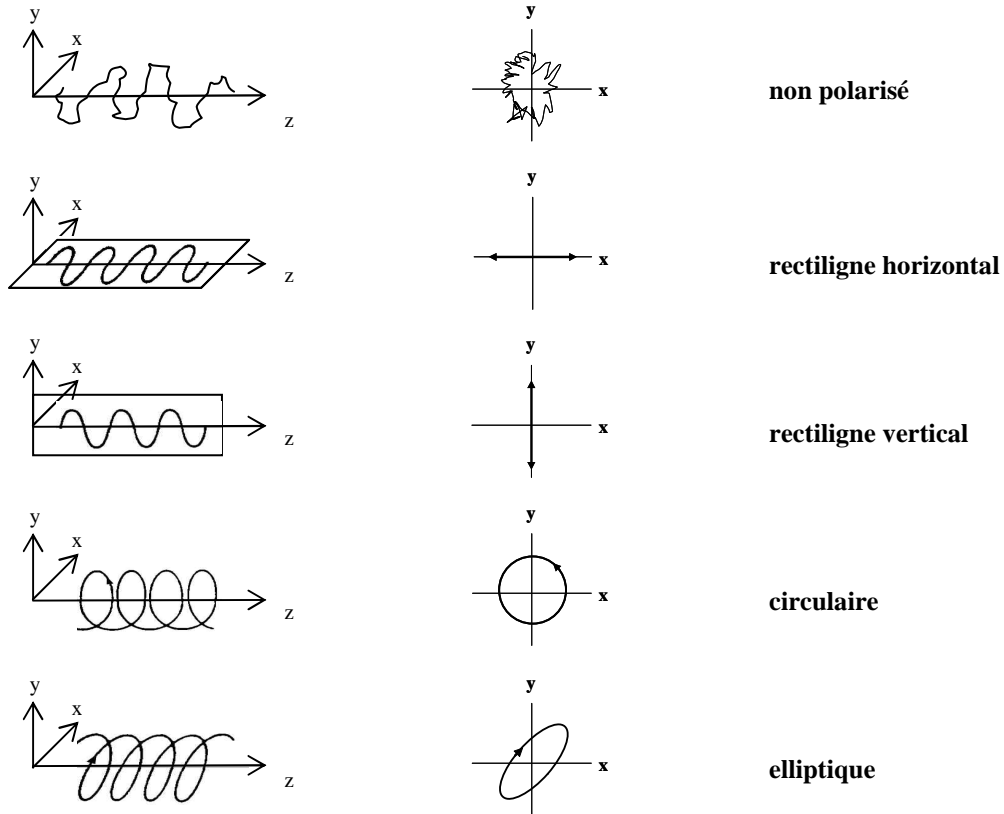 y
x
z
y
x
non polarisé
y
x
z
y
x
rectiligne horizontal
y
x
z
y
x
rectiligne vertical
y
x
z
y
x
circulaire
y
x
z
y
x
elliptique